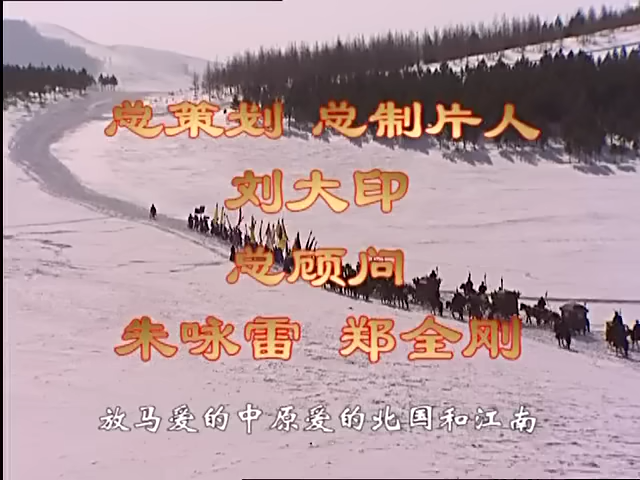 总策划 总制片人
刘大印
总顾问
朱咏雷 郑全刚
放马爱的中原爱的北国和江南